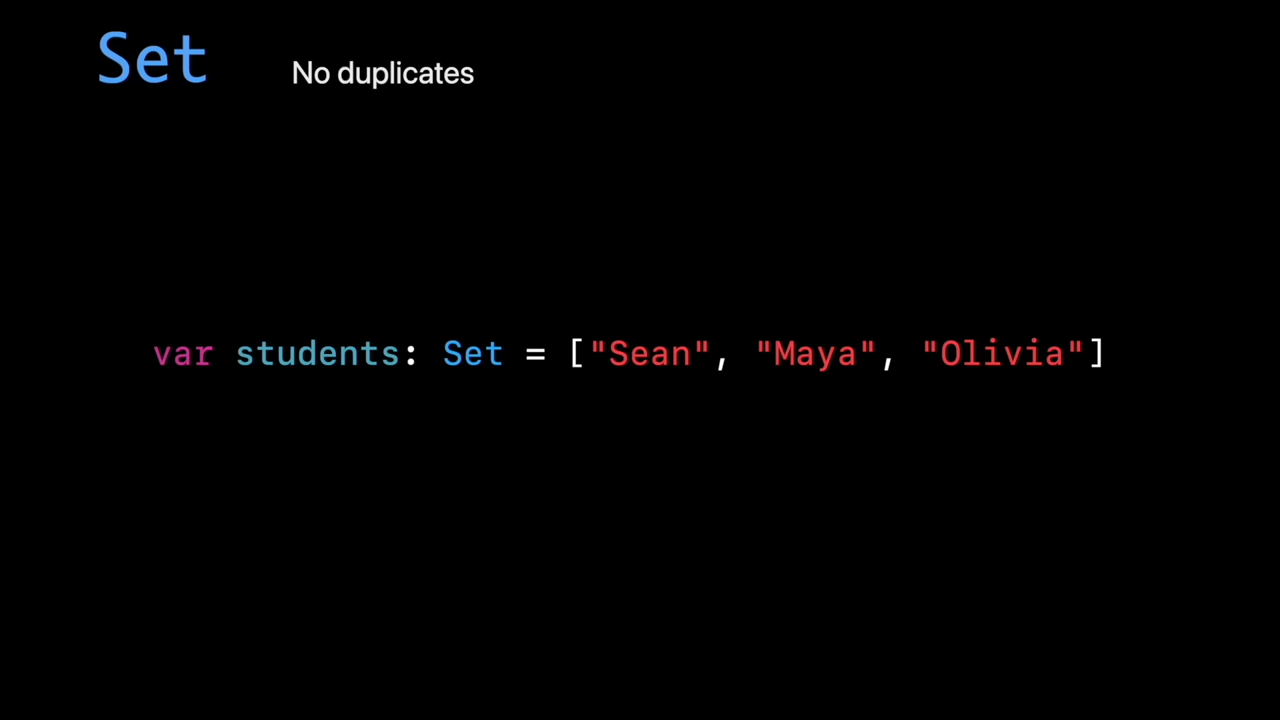 Set
No duplicates
var students: Set = ["Sean", "Maya", "Olivia"]